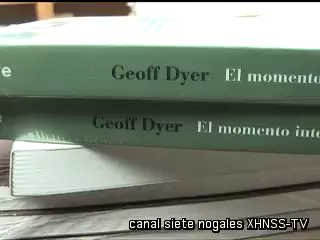 Geoff Dyer El momento
Geoff Dyer El momento inte
canal siete nogales XHNSS-TV